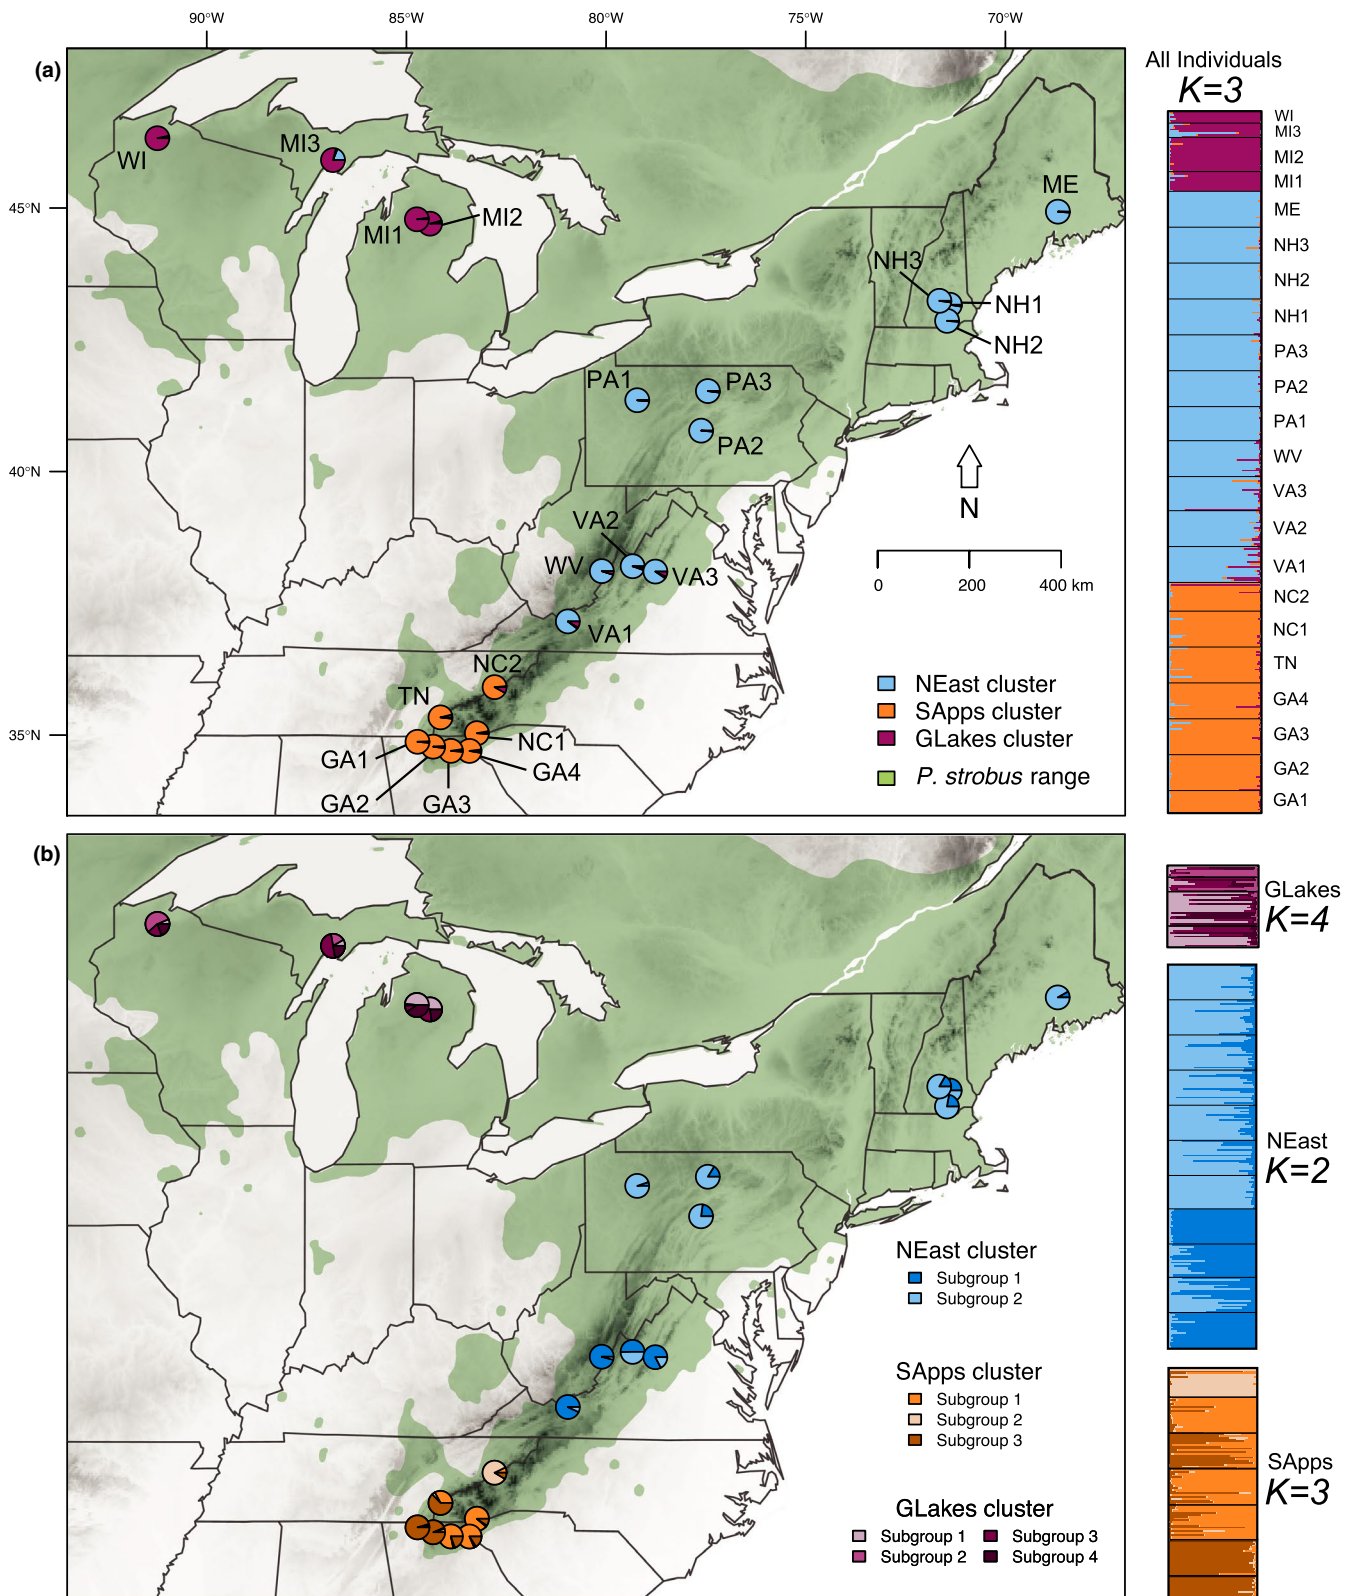 90°W 85°W 80°W 75°W 70°W
(a)
All Individuals
K=3
45°N
40°N
35°N
WI
MI3
MI1
MI2
ME
NH3
NH1
NH2
PA1
PA3
PA2
N
VA2
WV
VA3
VA1
0 200 400 km
NC2
TN
NC1
GA1
GA4
GA2
GA3
NEast cluster
SApps cluster
GLakes cluster
P. strobus range
WI
MI3
MI2
MI1
ME
NH3
NH2
NH1
PA3
PA2
PA1
WV
VA3
VA2
VA1
NC2
NC1
TN
GA4
GA3
GA2
GA1
(b)
GLakes
K=4
NEast
K=2
SApps
K=3
NEast cluster
Subgroup 1
Subgroup 2
SApps cluster
Subgroup 1
Subgroup 2
Subgroup 3
GLakes cluster
Subgroup 1 Subgroup 3
Subgroup 2 Subgroup 4